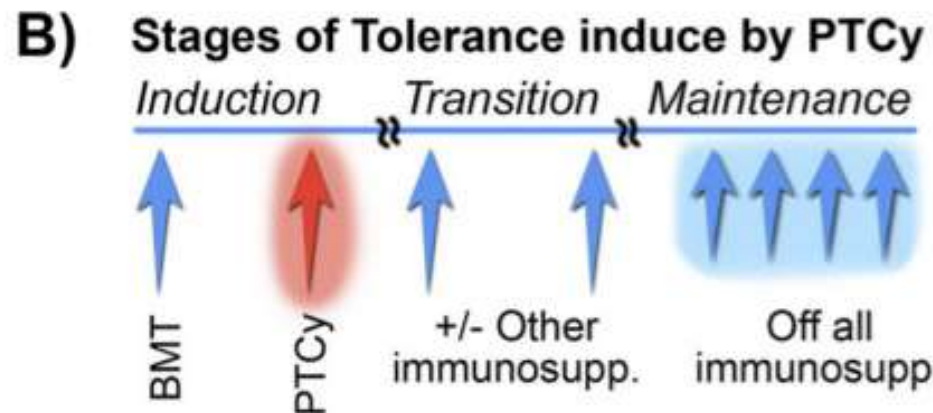 B) Stages of Tolerance induce by PTCy
Induction Transition Maintenance
BMT
PTCy
+/- Other
immunosupp.
Off all
immunosupp